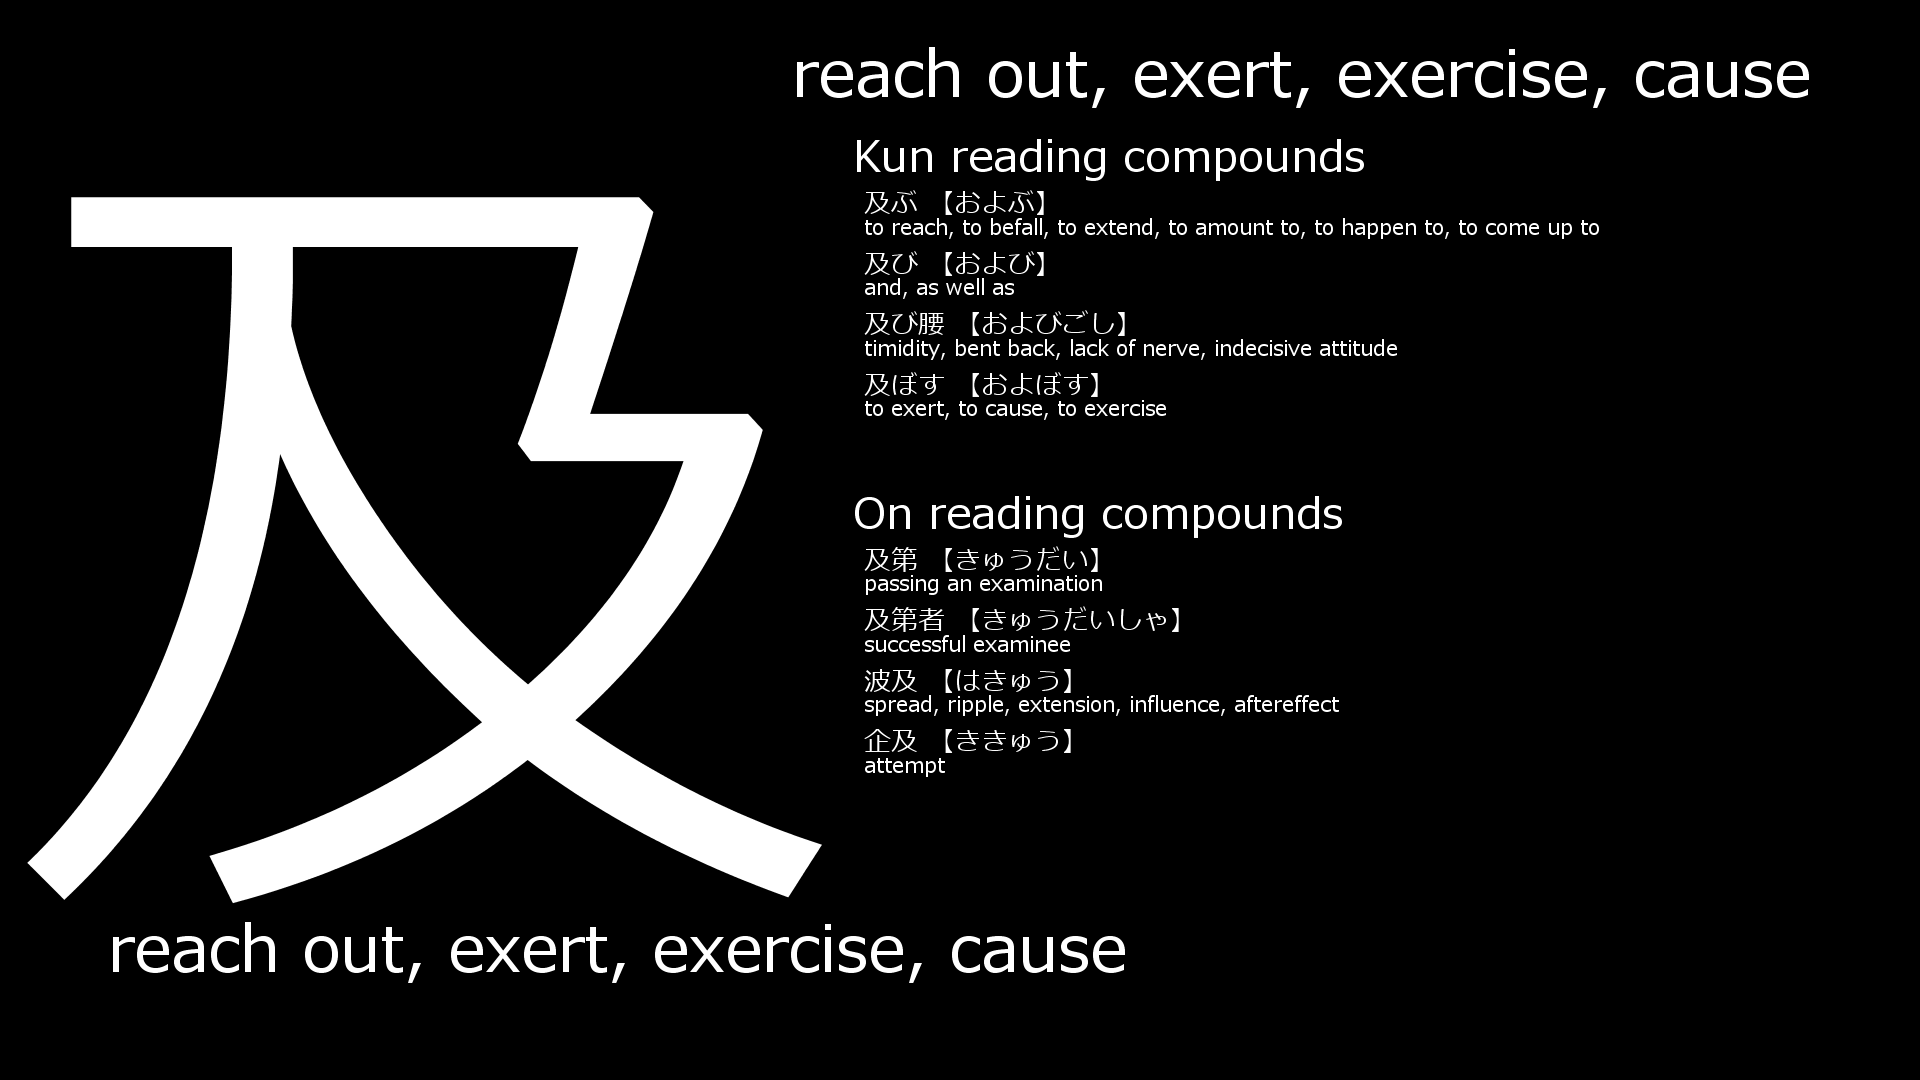 reach out, exert, exercise, cause
及
Kun reading compounds
及ぶ 【およぶ】
to reach, to befall, to extend, to amount to, to happen to, to come up to
及び 【および】
and, as well as
及び腰 【およびごし】
timidity, bent back, lack of nerve, indecisive attitude
及ぼす 【およぼす】
to exert, to cause, to exercise
On reading compounds
及第 【きゅうだい】
passing an examination
及第者 【きゅうだいしゃ】
successful examinee
波及 【はきゅう】
spread, ripple, extension, influence, aftereffect
企及 【ききゅう】
attempt
reach out, exert, exercise, cause